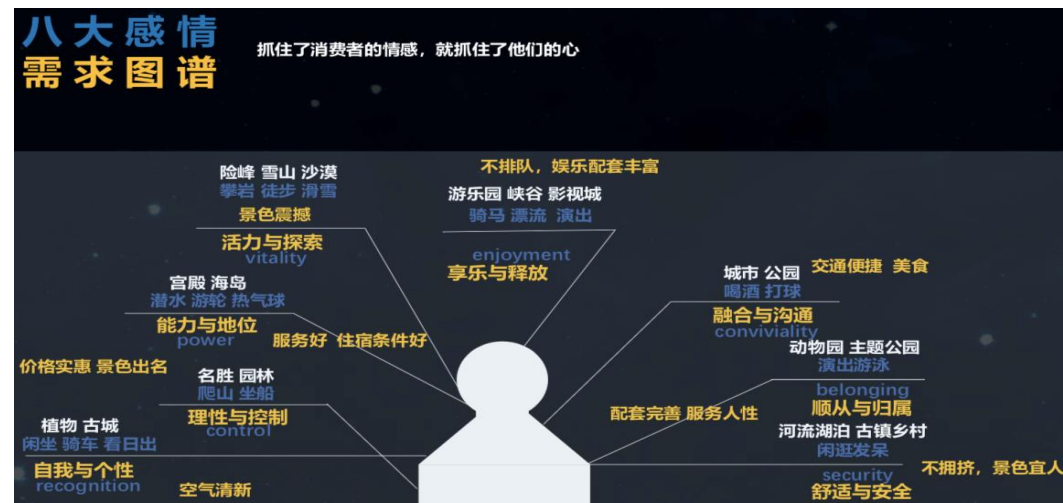 八大感情
需求图谱
抓住了消费者的情感，就抓住了他们的心
险峰 雪山 沙漠
攀岩 徒步 滑雪
景色震撼
活力与探索
vitality
不排队，娱乐配套丰富
游乐园 峡谷 影视城
骑马 漂流 演出
enjoyment
享乐与释放
宫殿 海岛
潜水 游轮 热气球
能力与地位
power
服务好 住宿条件好
城市 公园
交通便捷 美食
喝酒 打球
融合与沟通
conviviality
价格实惠 景色出名
名胜 园林
爬山 坐船
理性与控制
control
动物园 主题公园
演出游泳
belonging
顺从与归属
配套完善 服务人性
植物 古城
闲坐 骑车 看日出
自我与个性
recognition
空气清新
河流湖泊 古镇乡村
闲逛发呆
security
舒适与安全
不拥挤，景色宜人